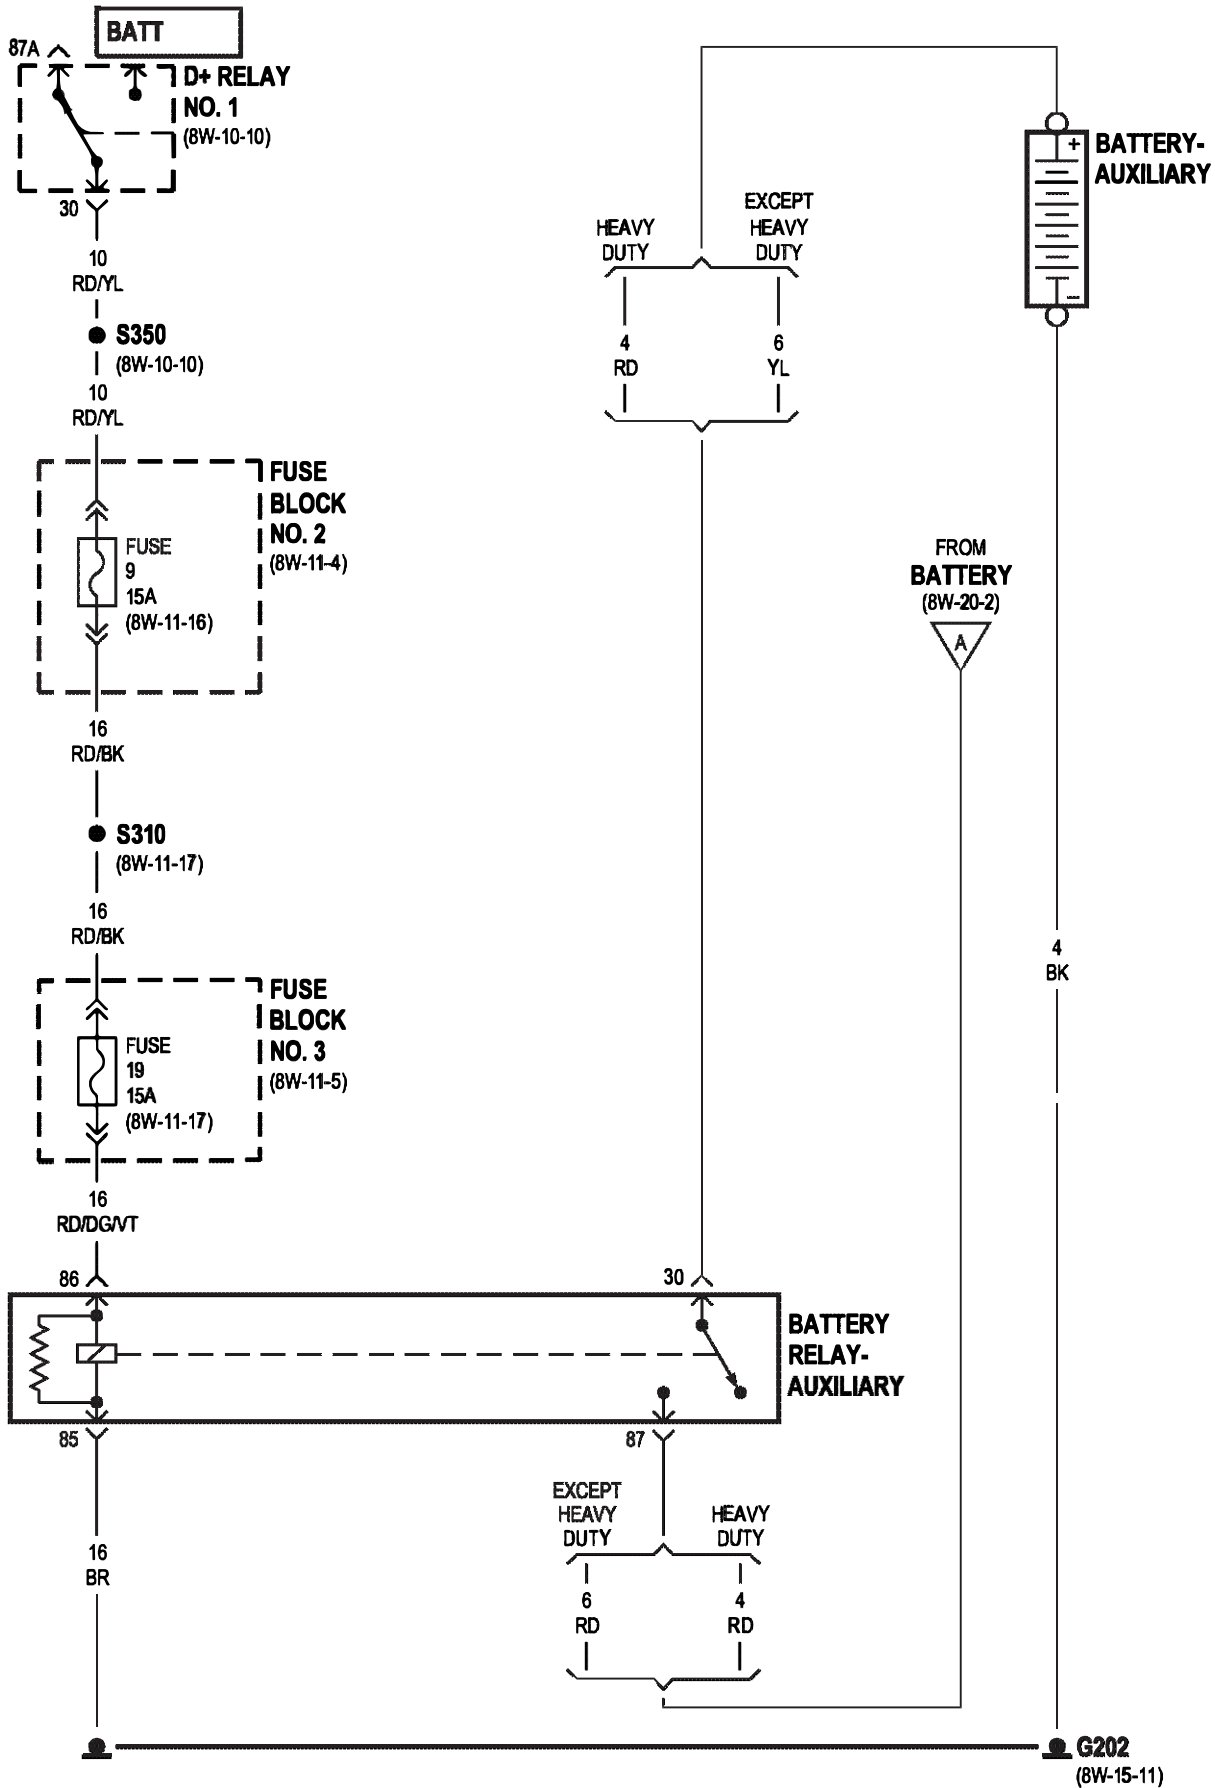 BATT
87A
D+ RELAY
NO. 1
(8W-10-10)
30
10
RD/YL
S350
(8W-10-10)
10
RD/YL
FUSE
BLOCK
NO. 2
(8W-11-4)
FUSE
9
15A
(8W-11-16)
16
RD/BK
S310
(8W-11-17)
16
RD/BK
FUSE
BLOCK
NO. 3
(8W-11-5)
FUSE
19
15A
(8W-11-17)
16
RD/DG/VT
86
85
16
BR
HEAVY
DUTY
EXCEPT
HEAVY
DUTY
4
RD
6
YL
30
BATTERY
RELAY-
AUXILIARY
87
EXCEPT
HEAVY
DUTY
HEAVY
DUTY
6
RD
4
RD
FROM
BATTERY
(8W-20-2)
A
+
BATTERY-
AUXILIARY
–
4
BK
G202
(8W-15-11)